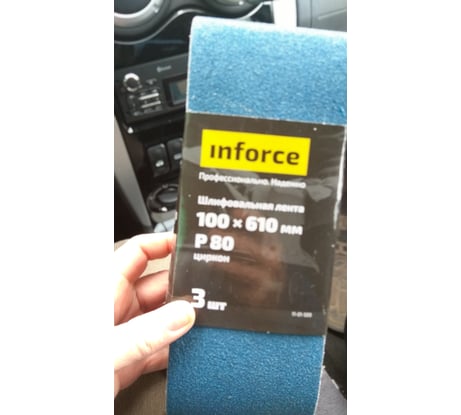 inforce
Профессионально. Надежно
Шлифовальная лента
100 × 610 мм
P 80
циркон
3 шт